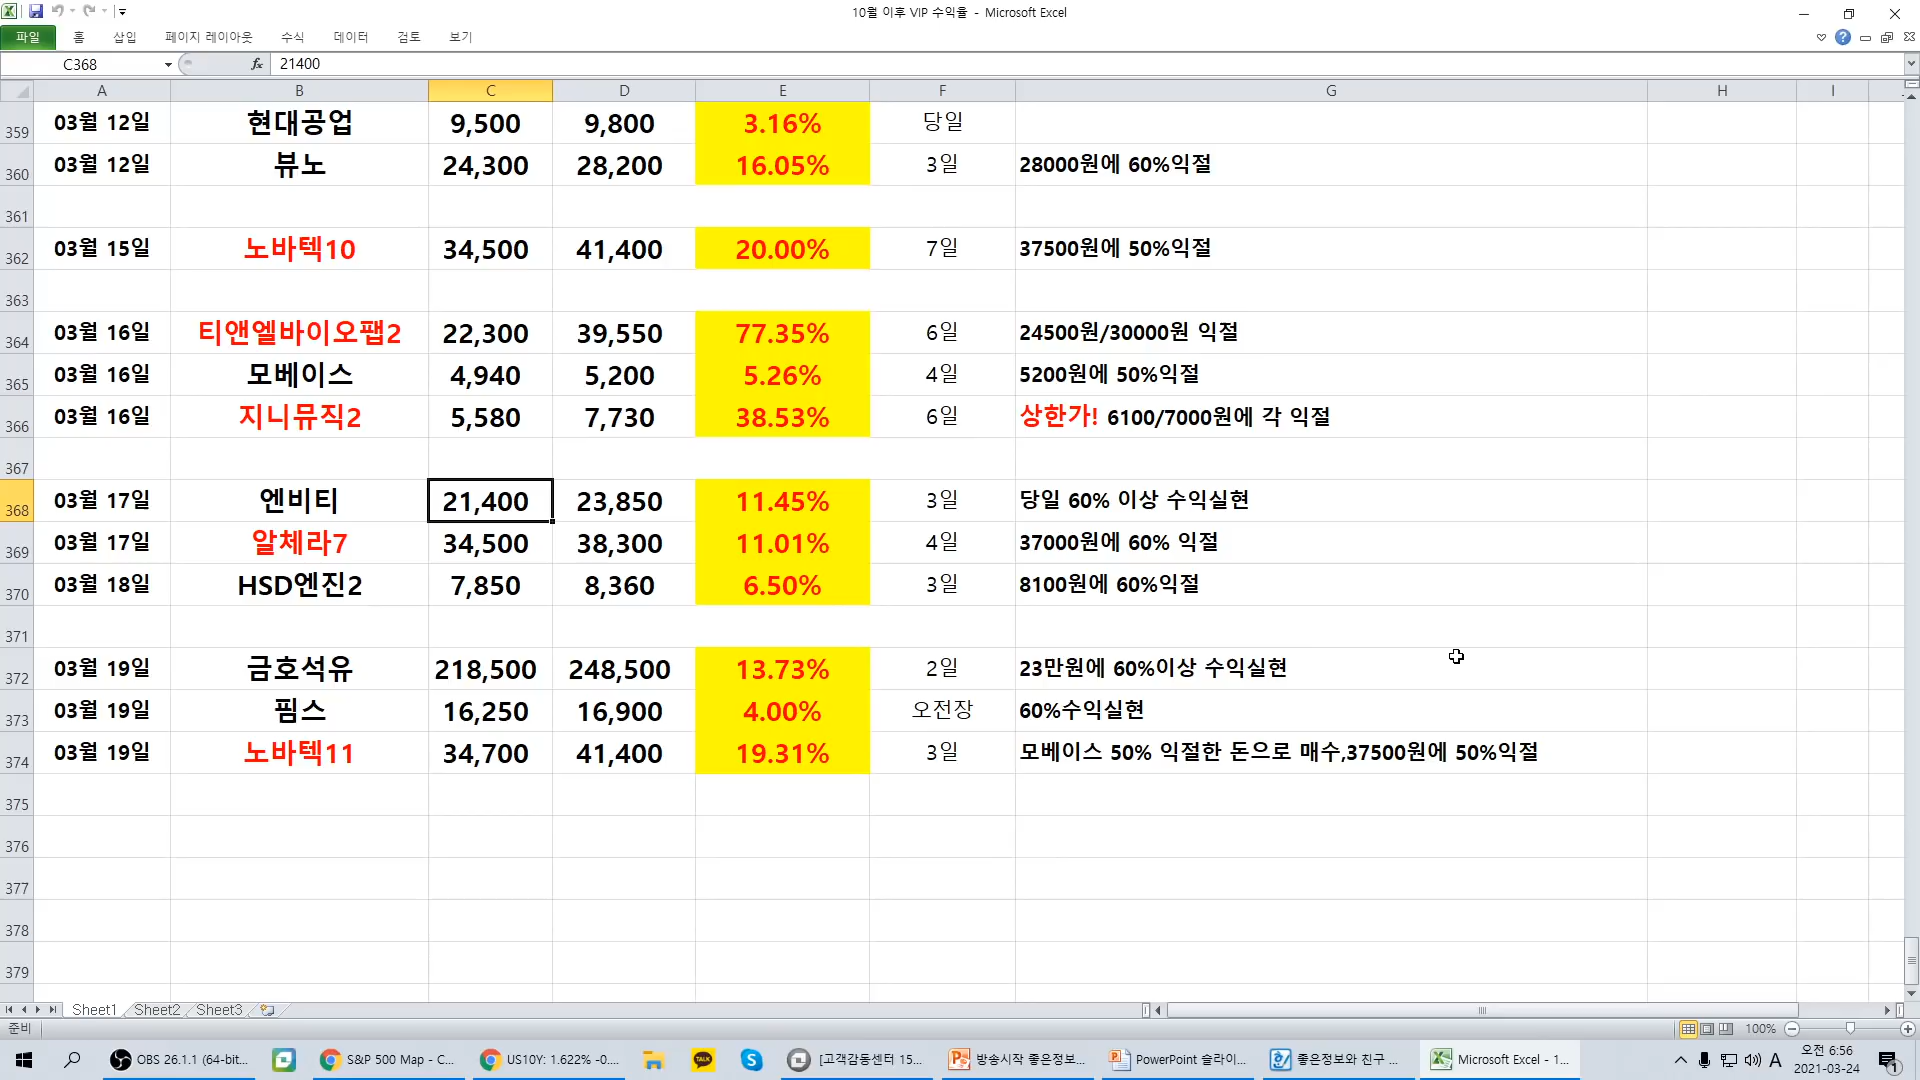 10월 이후 VIP 수익율 - Microsoft Excel
파일 홈 삽입 페이지 레이아웃 수식 데이터 검토 보기
C368 fx 21400
A B C D E F G H I
359 03월 12일 현대공업 9,500 9,800 3.16% 당일
360 03월 12일 뷰노 24,300 28,200 16.05% 3일 28000원에 60%익절
361
362 03월 15일 노바텍10 34,500 41,400 20.00% 7일 37500원에 50%익절
363
364 03월 16일 티앤엘바이오팹2 22,300 39,550 77.35% 6일 24500원/30000원 익절
365 03월 16일 모베이스 4,940 5,200 5.26% 4일 5200원에 50%익절
366 03월 16일 지니뮤직2 5,580 7,730 38.53% 6일 상한가! 6100/7000원에 각 익절
367
368 03월 17일 엔비티 21,400 23,850 11.45% 3일 당일 60% 이상 수익실현
369 03월 17일 알체라7 34,500 38,300 11.01% 4일 37000원에 60% 익절
370 03월 18일 HSD엔진2 7,850 8,360 6.50% 3일 8100원에 60%익절
371
372 03월 19일 금호석유 218,500 248,500 13.73% 2일 23만원에 60%이상 수익실현
373 03월 19일 핌스 16,250 16,900 4.00% 오전장 60%수익실현
374 03월 19일 노바텍11 34,700 41,400 19.31% 3일 모베이스 50% 익절한 돈으로 매수,37500원에 50%익절
375
376
377
378
379
Sheet1 Sheet2 Sheet3
준비 100%
OBS 26.1.1 (64-bit... S&P 500 Map - C... US10Y: 1.622% -0.... TALK [고객감동센터 15... 방송시작 좋은정보... PowerPoint 슬라이... 좋은정보와 친구 ... Microsoft Excel - 1... A 오전 6:56
2021-03-24 1